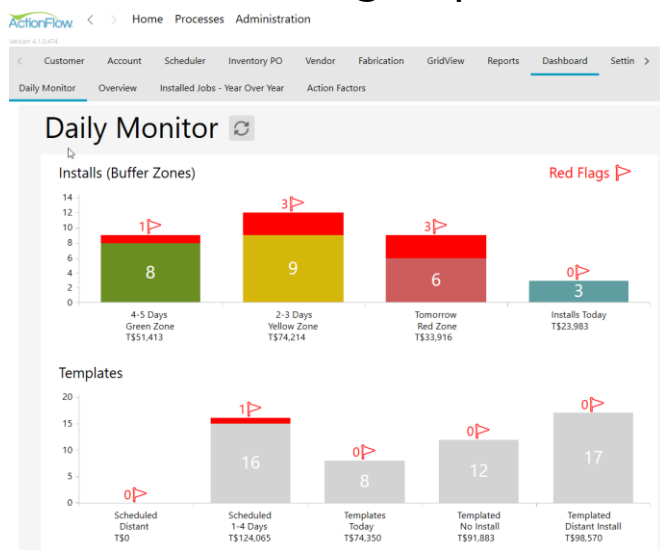 ActionFlow < > Home Processes Administration
Version 4.1.0.474
< Customer Account Scheduler Inventory PO Vendor Fabrication GridView Reports Dashboard Settin >
Daily Monitor Overview Installed Jobs - Year Over Year Action Factors
Daily Monitor
Installs (Buffer Zones) Red Flags
14
12
10
8
6
4
2
0
1 3 3 0
8 9 6 3
4-5 Days 2-3 Days Tomorrow Installs Today
Green Zone Yellow Zone Red Zone T$23,983
T$51,413 T$74,214 T$33,916
Templates
20
15
10
5
0
0 1 0 0 0
16 8 12 17
Scheduled Scheduled Templates Templated Templated
Distant 1-4 Days Today No Install Distant Install
T$0 T$124,065 T$74,350 T$91,883 T$98,570